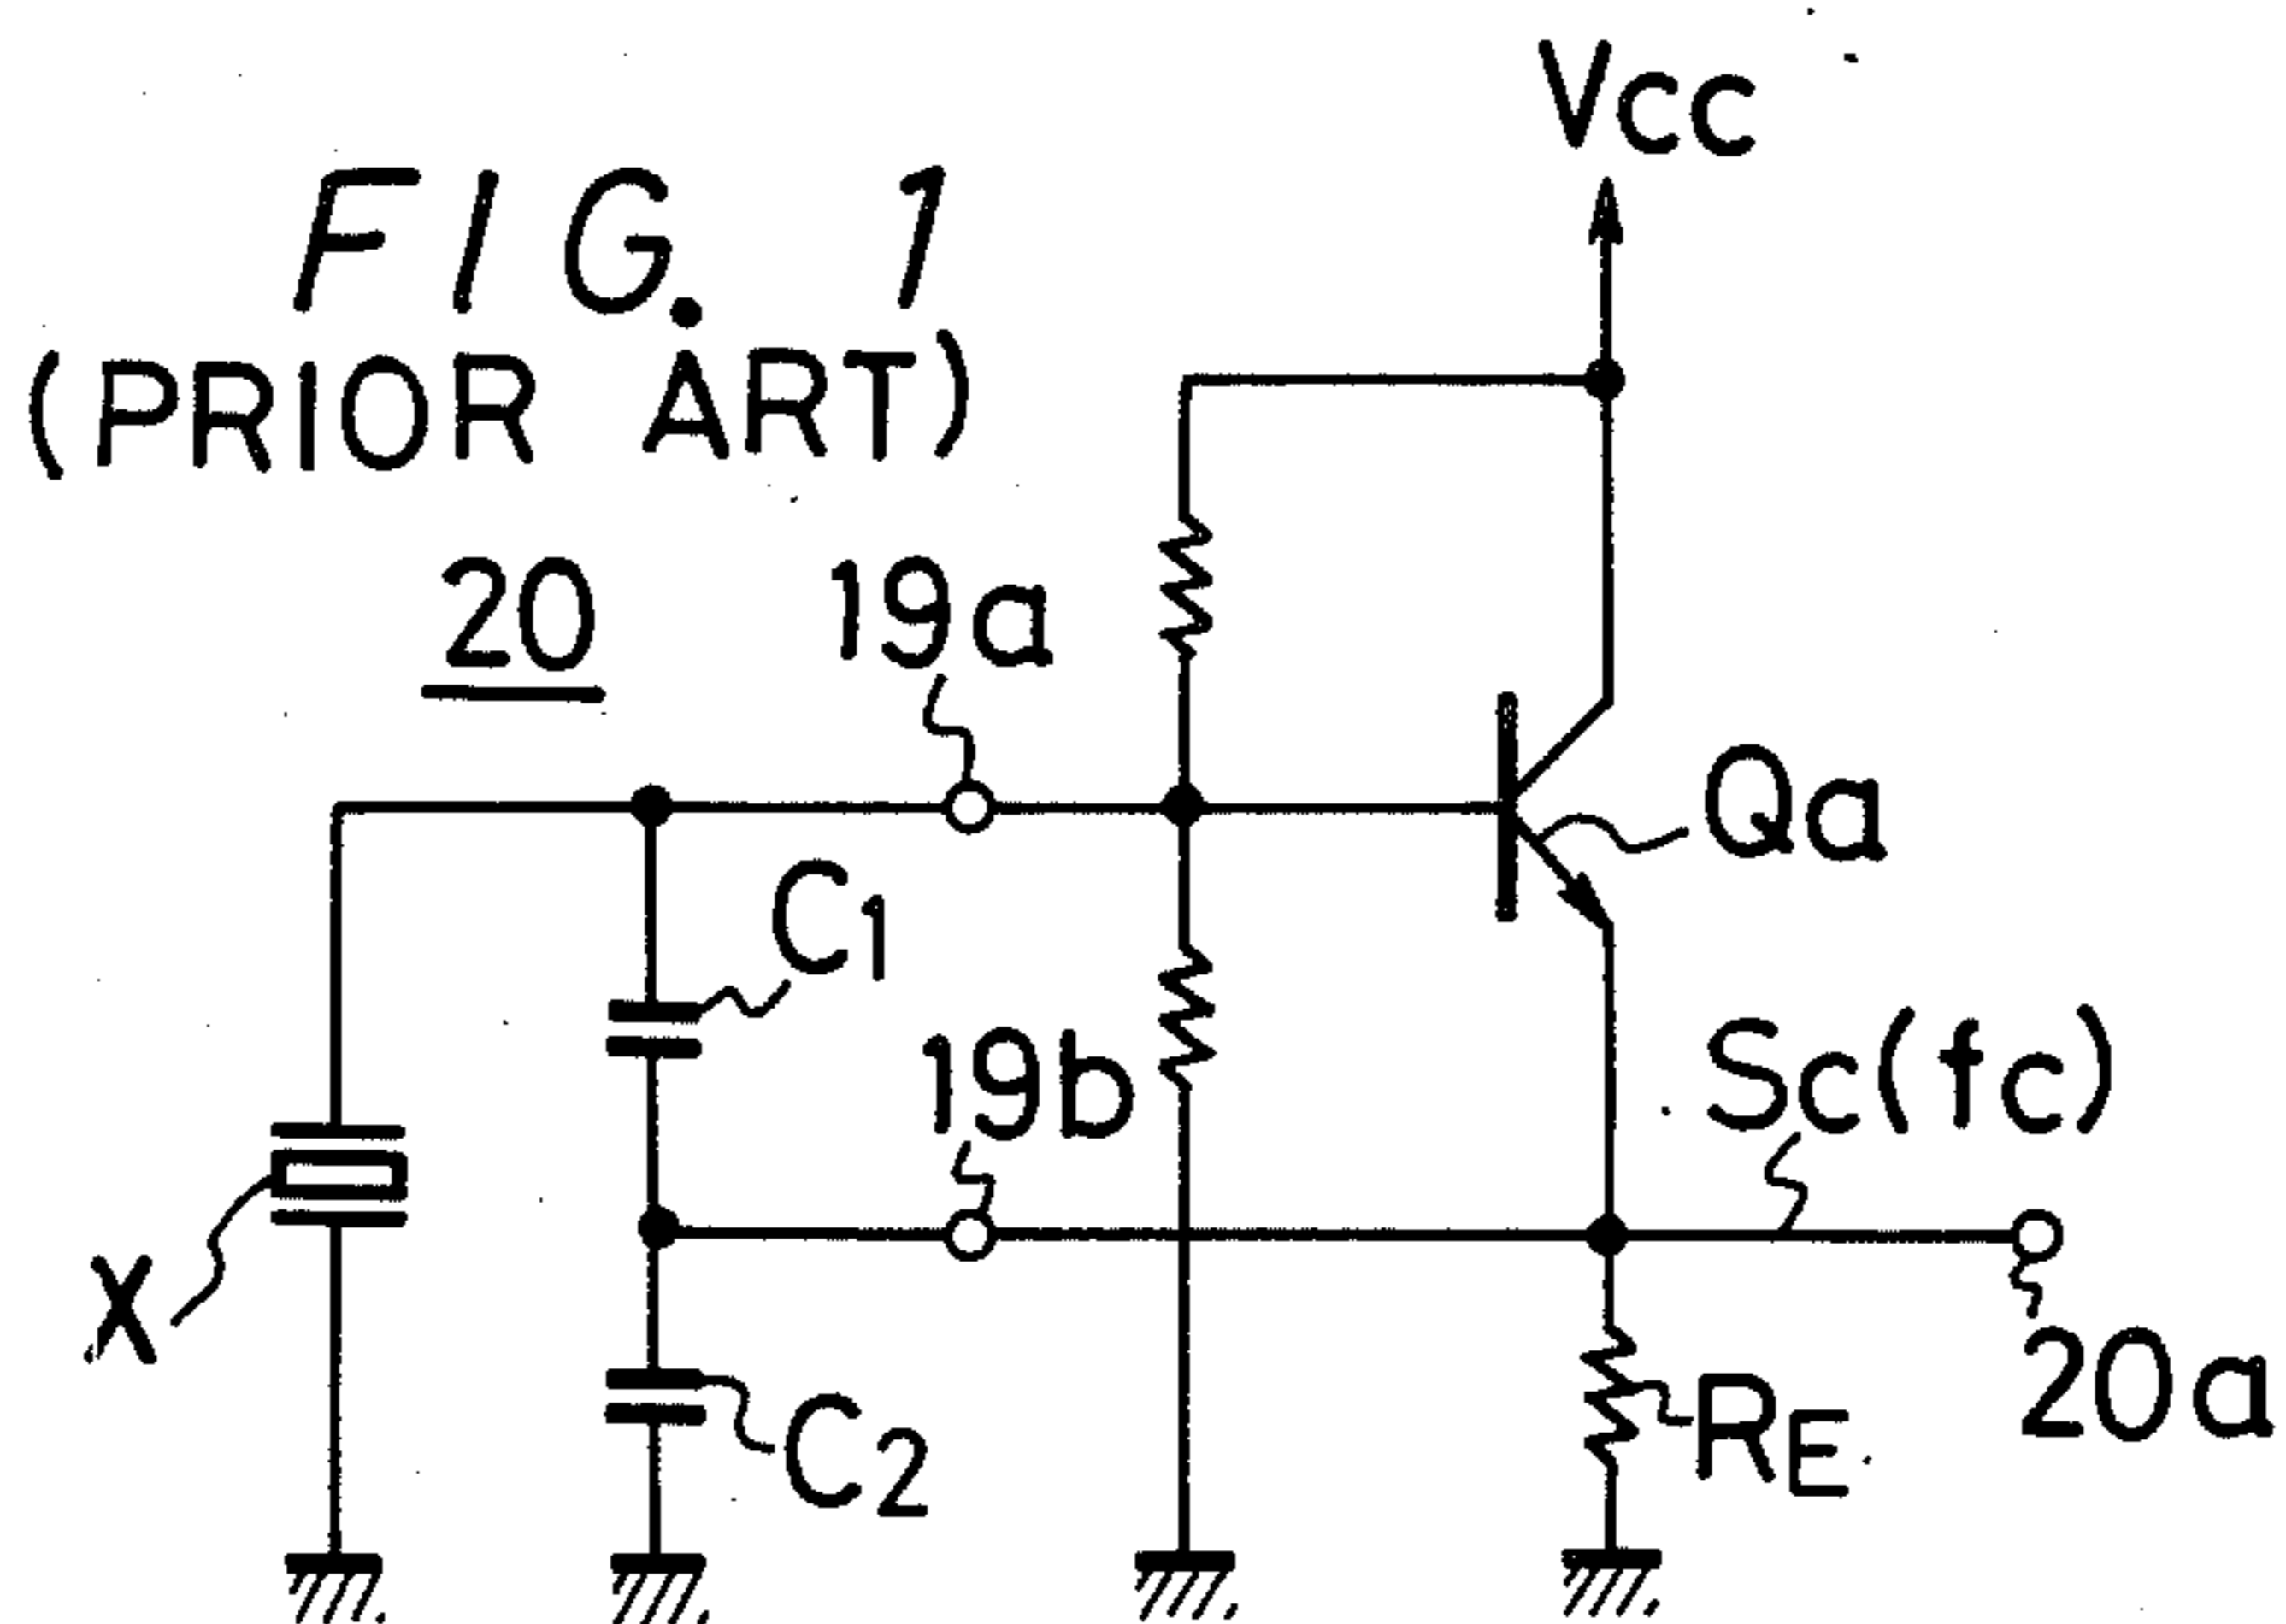 Vcc
FIG. 1
(PRIOR ART)
20
19a
Qa
C1
19b
Sc(fc)
X
C2
RE
20a